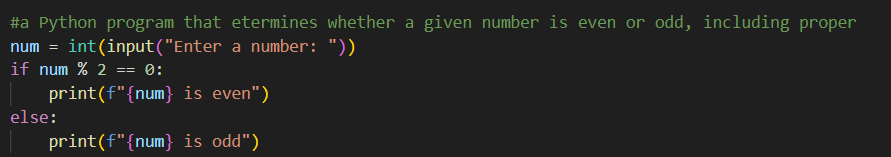 #a Python program that etermines whether a given number is even or odd, including proper
num = int(input("Enter a number: "))
if num % 2 == 0:
    print(f"{num} is even")
else:
    print(f"{num} is odd")